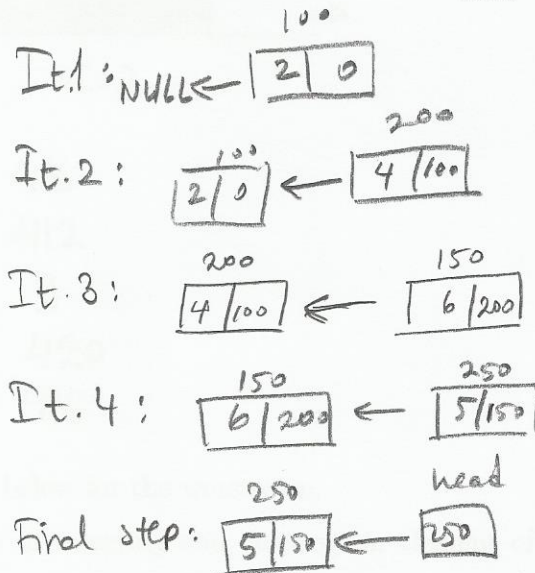 100
It.1: NULL ← 2 | 0
200
It.2: 100
2 | 0 ← 4 | 100
200 150
It.3: 4 | 100 ← 6 | 200
150 250
It.4: 6 | 200 ← 5 | 150
250 head
Final step: 5 | 150 ← 250